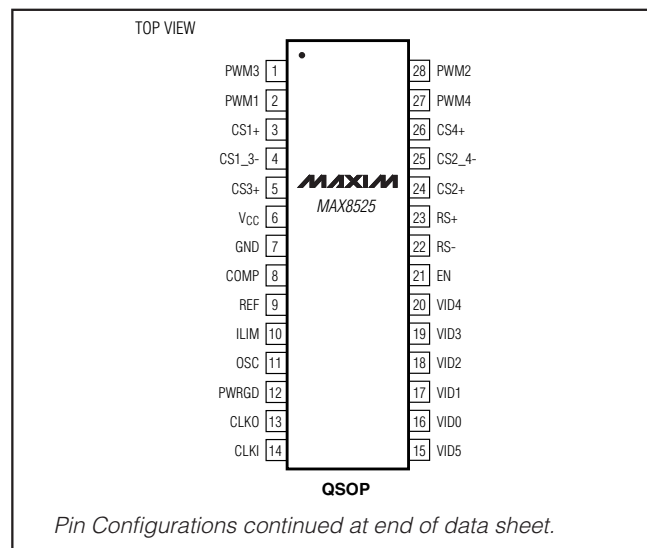 TOP VIEW
PWM3 1 28 PWM2
PWM1 2 27 PWM4
CS1+ 3 26 CS4+
CS1_3- 4 25 CS2_4-
CS3+ 5 MAXIM 24 CS2+
MAX8525
VCC 6 23 RS+
GND 7 22 RS-
COMP 8 21 EN
REF 9 20 VID4
ILIM 10 19 VID3
OSC 11 18 VID2
PWRGD 12 17 VID1
CLKO 13 16 VID0
CLKI 14 15 VID5
QSOP
Pin Configurations continued at end of data sheet.